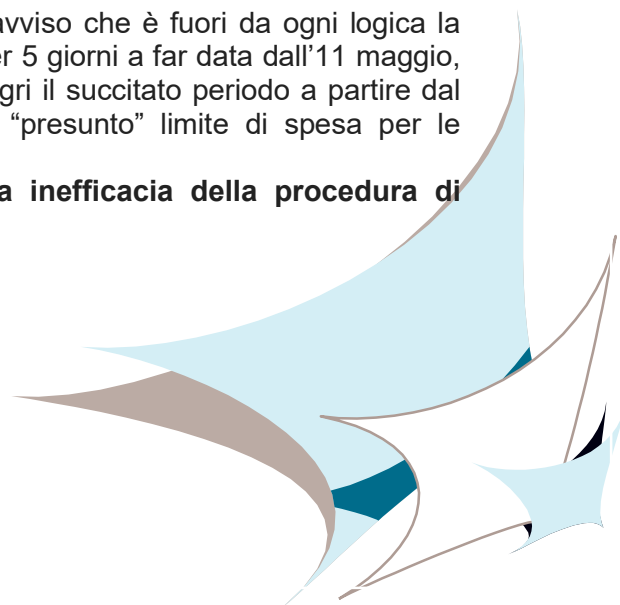 avviso che è fuori da ogni logica la
er 5 giorni a far data dall’11 maggio,
gri il succitato periodo a partire dal
“presunto” limite di spesa per le
a inefficacia della procedura di